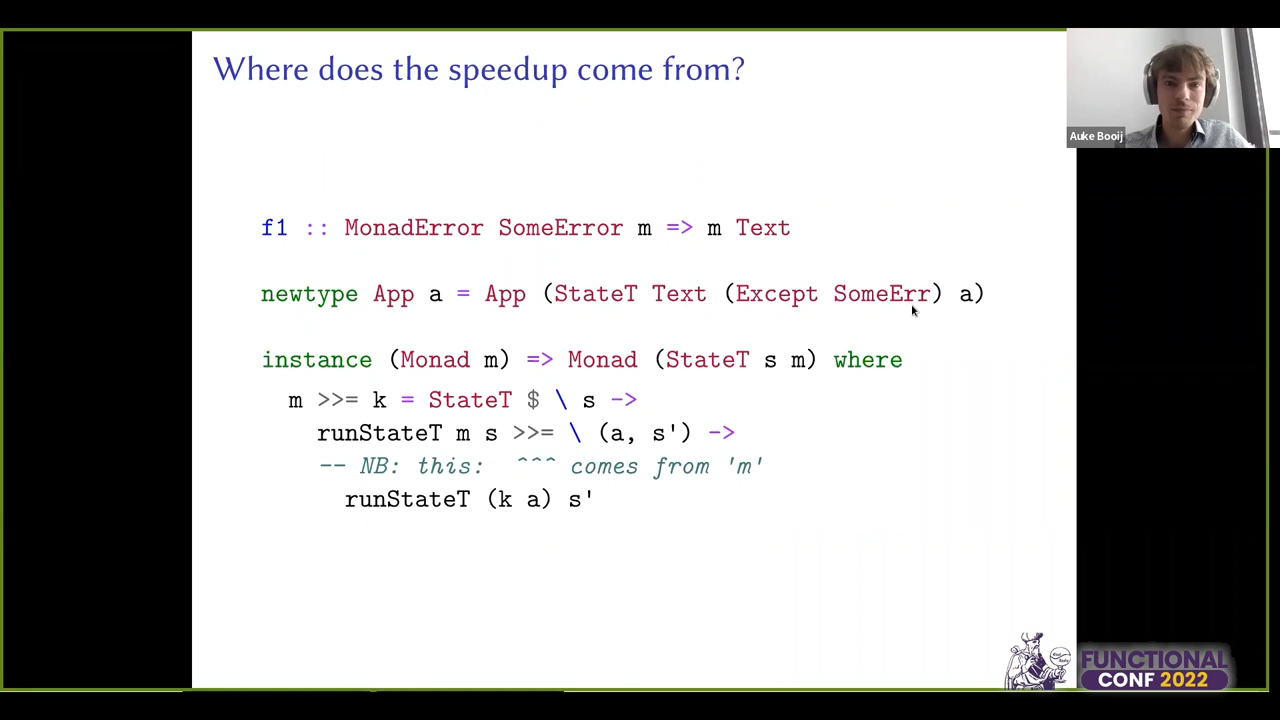 Where does the speedup come from?
Auke Booij
f1 :: MonadError SomeError m => m Text
newtype App a = App (StateT Text (Except SomeErr) a)
instance (Monad m) => Monad (StateT s m) where
m >>= k = StateT $ \ s ->
runStateT m s >>= \ (a, s') ->
-- NB: this: ^^^ comes from 'm'
runStateT (k a) s'
FUNCTIONAL
CONF 2022